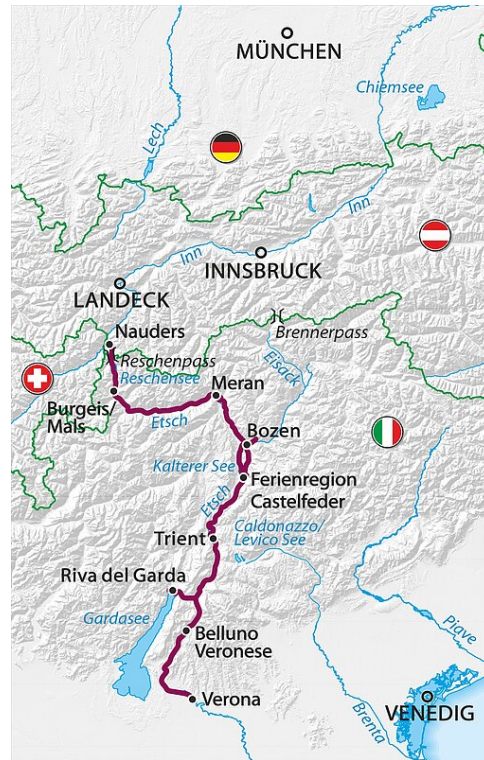 MÜNCHEN
Chiemsee
Lech
Inn
Inn
INNSBRUCK
LANDECK
Nauders
Brennerpass
Reschenpass
Reschensee
Eisack
Meran
Burgeis/
Mals
Etsch
Bozen
Kalterer See
Ferienregion
Castelfeder
Etsch
Caldonazzo/
Levico See
Trient
Riva del Garda
Gardasee
Belluno
Veronese
Piave
Verona
Brenta
VENEDIG